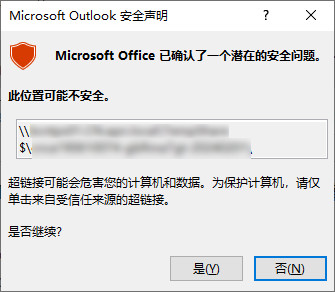 Microsoft Outlook 安全声明
Microsoft Office 已确认了一个潜在的安全问题。
此位置可能不安全。
\\
$\
\
超链接可能会危害您的计算机和数据。为保护计算机，请仅
单击来自受信任来源的超链接。
是否继续?
是(Y)
否(N)